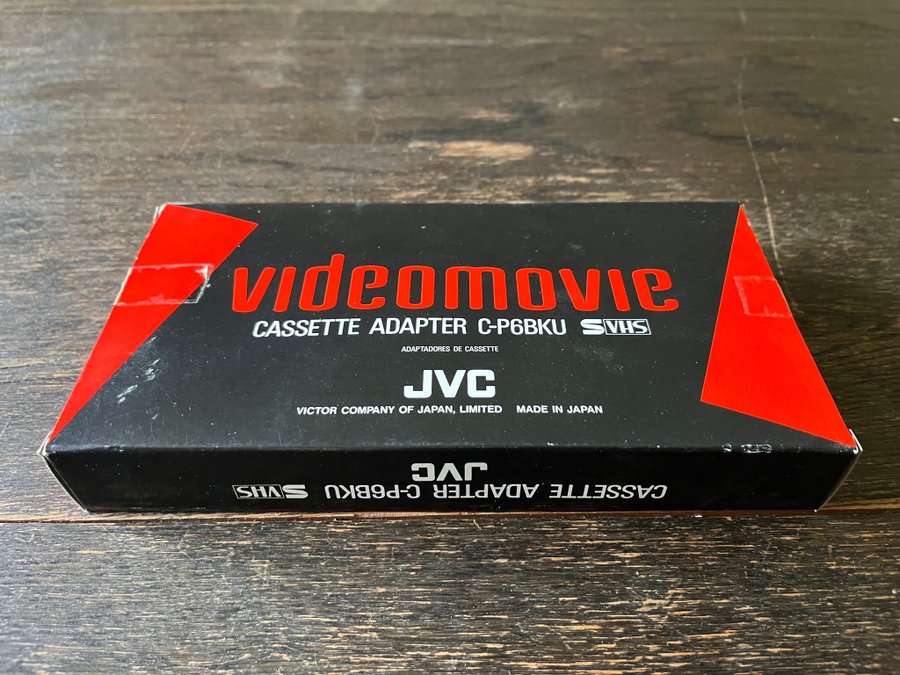 videomovie
CASSETTE ADAPTER C-P6BKU SVHS
ADAPTADORES DE CASSETTE
JVC
VICTOR COMPANY OF JAPAN, LIMITED MADE IN JAPAN
JVC
CASSETTE ADAPTER C-P6BKU SVHS